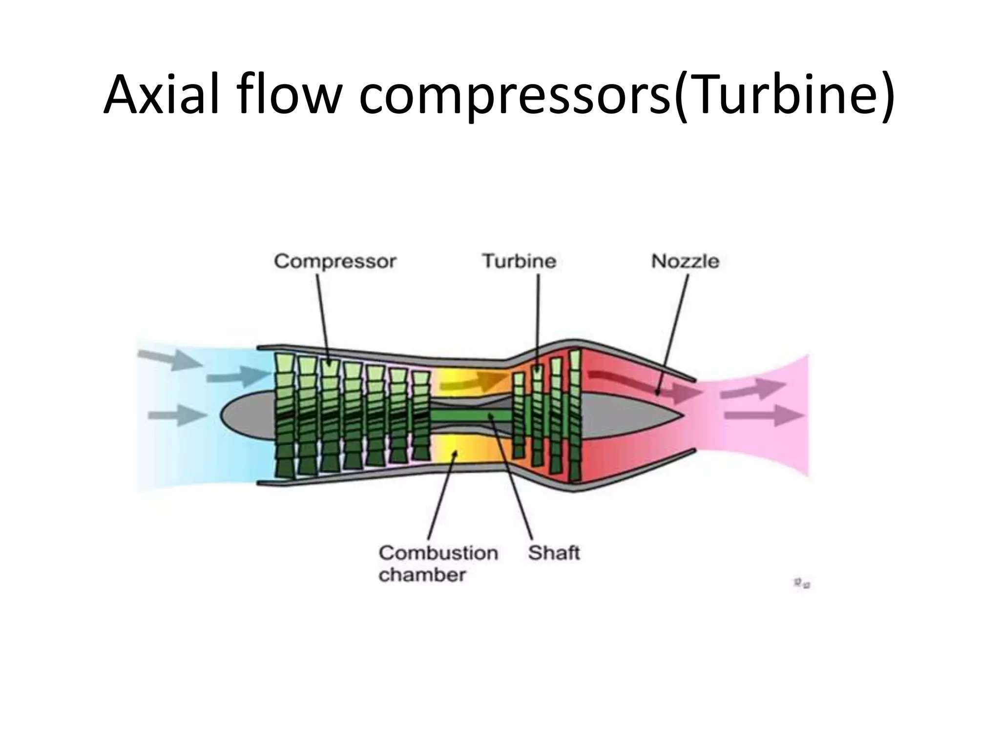 Axial flow compressors(Turbine)
Compressor
Turbine
Nozzle
Combustion
chamber
Shaft